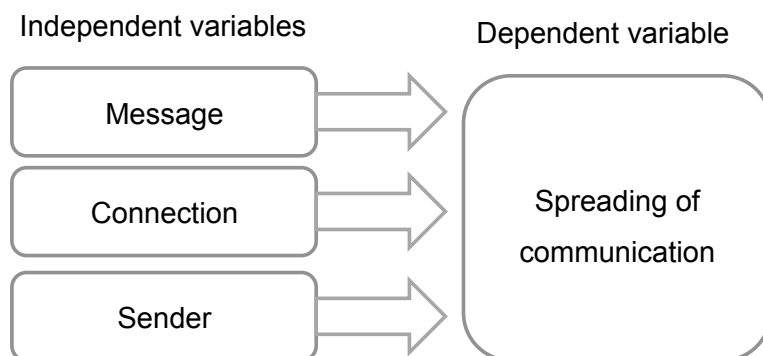 Independent variables
Dependent variable
Message
Connection
Sender
Spreading of
communication